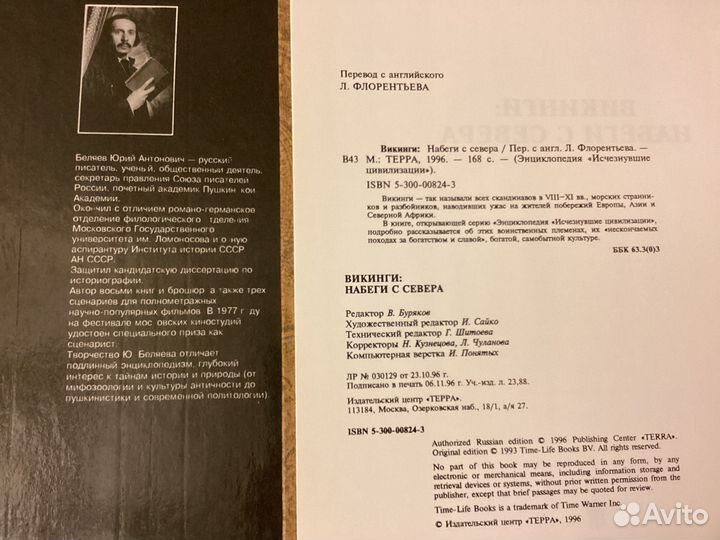 Беляев Юрий Антонович — русский
писатель, ученый, общественный деятель,
секретарь правления Союза писателей
России, почетный академик Пушкин кой
Академии.
Окончил с отличием романо-германское
отделение филологического тделения
Московского Государственного
университета им. Ломоносова и о ную
аспирантуру Института истории СССР
АН СССР.
Защитил кандидатскую диссертацию по
историографии.
Автор восьми книг и брошюр а также трёх
сценариев для полнометражных
научно-популярных фильмов В 1977 г ду
на фестивале мос овских киностудий
удостоен специального приза как
сценарист.
Творчество Ю Беляева отличает
подлинный энциклопедизм, глубокий
интерес к тайнам истории и природы (от
мифозоологии и культуры античности до
пушкинистики и современной политологии).
Перевод с английского
Л. ФЛОРЕНТЬЕВА
ВИКИНГИ:
НАБЕГИ С СЕВЕРА
Викинги: Набеги с севера / Пер. с англ. Л. Флорентьева. —
В43 М.: ТЕРРА, 1996. — 168 с. — (Энциклопедия «Исчезнувшие
цивилизации»).
ISBN 5-300-00824-3
Викинги — так называли всех скандинавов в VIII—XI вв., морских странни-
ков и разбойников, наводивших ужас на жителей побережий Европы, Азии и
Северной Африки.
В книге, открывающей серию «Энциклопедия «Исчезнувшие цивилизации»,
подробно рассказывается об этих воинственных племенах, их «нескончаемых
походах за богатством и славой», богатой, самобытной культуре.
ББК 63.3(0)3
ВИКИНГИ:
НАБЕГИ С СЕВЕРА
Редактор В. Буряков
Художественный редактор И. Сайко
Технический редактор Г. Шитоева
Корректоры Н. Кузнецова, Л. Чуланова
Компьютерная верстка И. Понятых
ЛР № 030129 от 23.10.96 г.
Подписано в печать 06.11.96 г. Уч.-изд. л. 23,88.
Издательский центр «ТЕРРА».
113184, Москва, Озерковская наб., 18/1, а/я 27.
ISBN 5-300-00824-3
Authorized Russian edition © 1996 Publishing Center «TERRA».
Original edition © 1993 Time-Life Books BV. All rights reserved.
No part of this book may be reproduced in any form, by any
electronic or mechanical means, including information storage and
retrieval devices or systems, without prior written permission from the
publisher, except that brief passages may be quoted for review.
Time-Life Books is a trademark of Time Warner Inc.
© Издательский центр «ТЕРРА», 1996
Avito